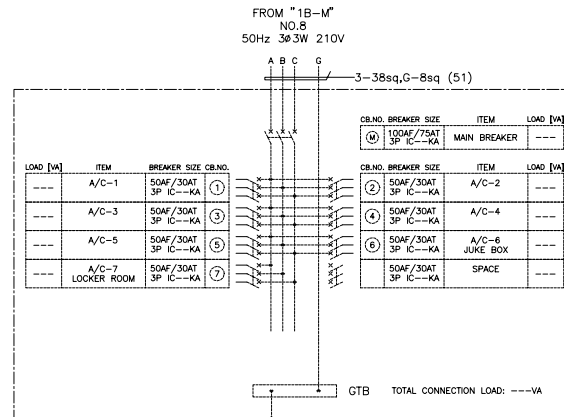 FROM "1B-M"
NO.8
50Hz 3Ø3W 210V
A B C G
3-38sq,G-8sq (51)
CB.NO. BREAKER SIZE ITEM LOAD [VA]
M 100AF/75AT 3P IC--KA MAIN BREAKER ---
LOAD [VA] ITEM BREAKER SIZE CB.NO.
--- A/C-1 50AF/30AT 3P IC--KA 1
--- A/C-3 50AF/30AT 3P IC--KA 3
--- A/C-5 50AF/30AT 3P IC--KA 5
--- A/C-7 LOCKER ROOM 50AF/30AT 3P IC--KA 7
CB.NO. BREAKER SIZE ITEM LOAD [VA]
2 50AF/30AT 3P IC--KA A/C-2 ---
4 50AF/30AT 3P IC--KA A/C-4 ---
6 50AF/30AT 3P IC--KA A/C-6 JUKE BOX ---
50AF/30AT 3P IC--KA SPACE ---
GTB TOTAL CONNECTION LOAD: ---VA